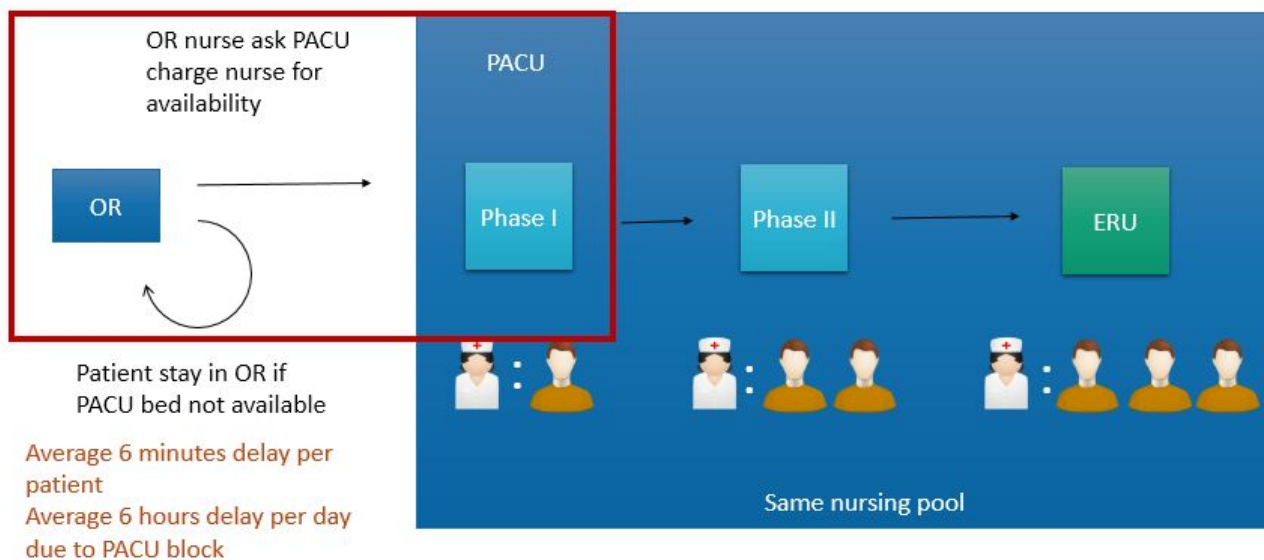 OR nurse ask PACU
charge nurse for
availability
PACU
OR
Phase I
Phase II
ERU
:
:
:
Patient stay in OR if
PACU bed not available
Average 6 minutes delay per
patient
Average 6 hours delay per day
due to PACU block
Same nursing pool